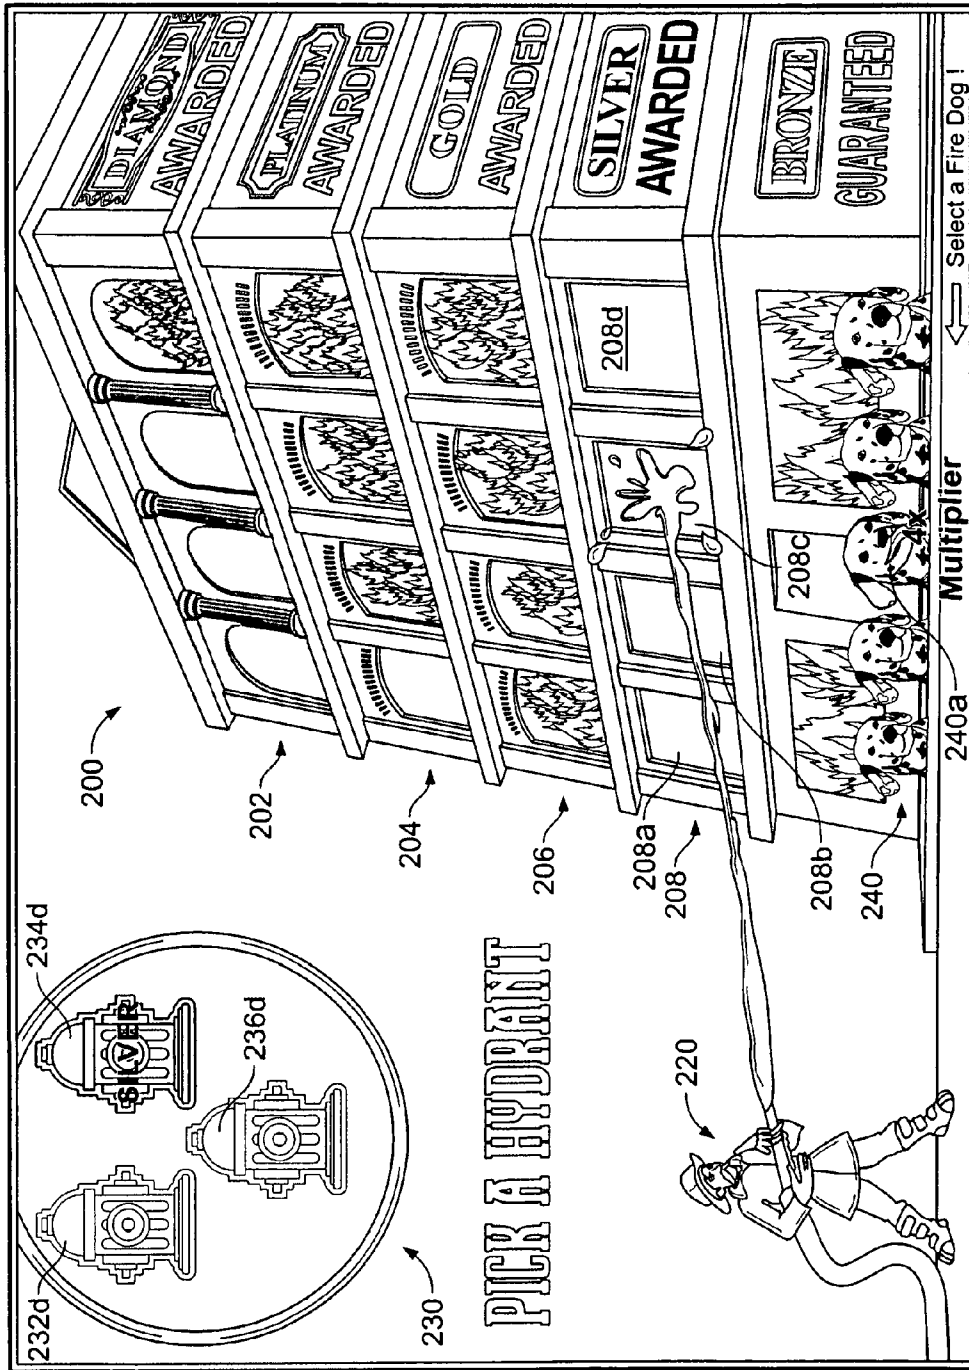 200
202
204
206
208a
208
208b
240
208c
208d
240a
220
230
232d
234d
236d
SILVER
PICK A HYDRANT
DIAMOND
AWARDED
PLATINUM
AWARDED
GOLD
AWARDED
SILVER
AWARDED
BRONZE
GUARANTEED
4x
Multiplier
Select a Fire Dog !